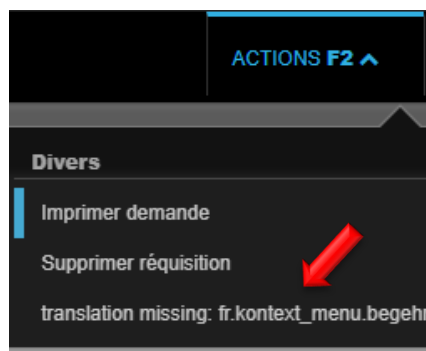 ACTIONS F2
Divers
Imprimer demande
Supprimer réquisition
translation missing: fr.kontext_menu.begehr